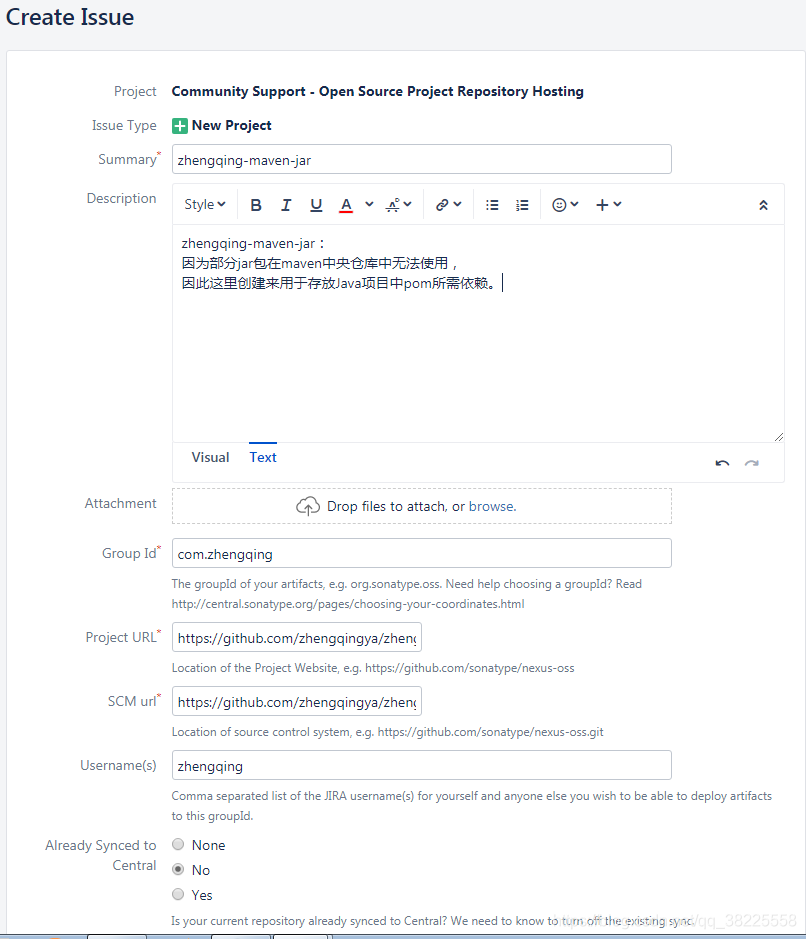 Create Issue
Project Community Support - Open Source Project Repository Hosting
Issue Type New Project
Summary* zhengqing-maven-jar
Description Style B I U A
zhengqing-maven-jar：
因为部分jar包在maven中央仓库中无法使用，
因此这里创建来用于存放Java项目中pom所需依赖。
Visual Text
Attachment Drop files to attach, or browse.
Group Id* com.zhengqing
The groupId of your artifacts, e.g. org.sonatype.oss. Need help choosing a groupId? Read
http://central.sonatype.org/pages/choosing-your-coordinates.html
Project URL* https://github.com/zhengqingya/zheng
Location of the Project Website, e.g. https://github.com/sonatype/nexus-oss
SCM url* https://github.com/zhengqingya/zheng
Location of source control system, e.g. https://github.com/sonatype/nexus-oss.git
Username(s) zhengqing
Comma separated list of the JIRA username(s) for yourself and anyone else you wish to be able to deploy artifacts
to this groupId.
Already Synced to
Central
None
No
Yes
Is your current repository already synced to Central? We need to know to turn off the existing sync.
qq_38225558